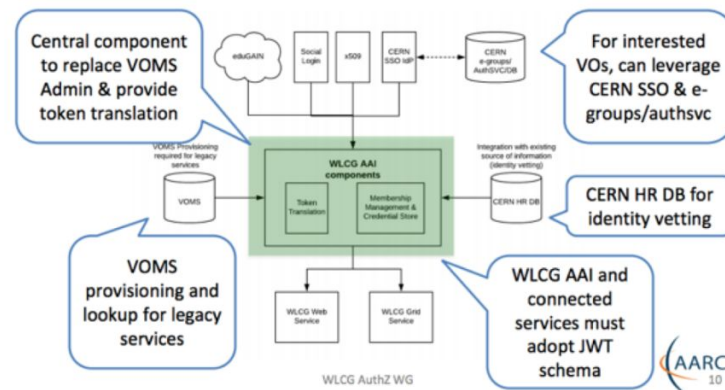 Central component
to replace VOMS
Admin & provide
token translation
eduGAIN
Social
Login
x509
CERN
SSO IdP
CERN
e-groups/
AuthSVC/DB
For interested
VOs, can leverage
CERN SSO & e-
groups/authsvc
VOMS Provisioning
required for legacy
services
WLCG AAI
components
Token
Translation
Membership
Management &
Credential Store
Integration with existing
source of information
(identity vetting)
VOMS
CERN HR DB
CERN HR DB for
identity vetting
VOMS
provisioning and
lookup for legacy
services
WLCG Web
Service
WLCG Grid
Service
WLCG AAI and
connected
services must
adopt JWT
schema
WLCG AuthZ WG
AARC
10